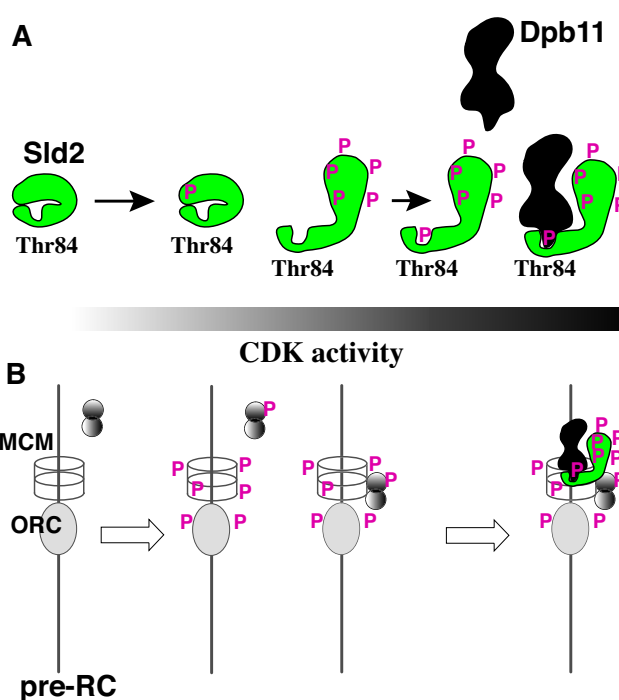 A
Dpb11
P P P
Sld2
P P P P P P
P P P P P P P
P P
Thr84 Thr84
Thr84 Thr84 Thr84
CDK activity
B
P
P
P P
MCM
P P
P P P P P
P P P P P P
ORC
P P P P P P
pre-RC